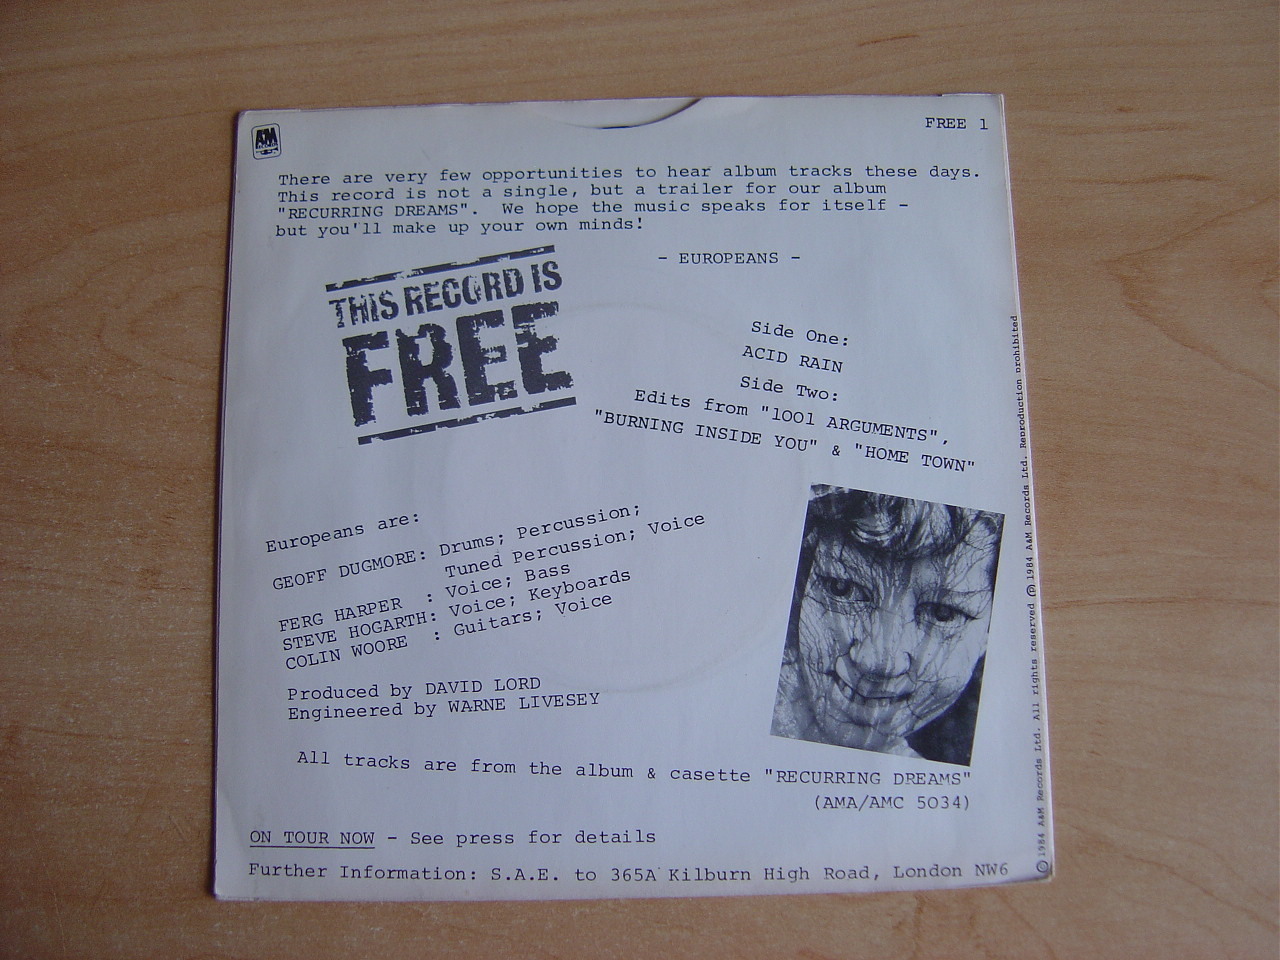 AM
FREE 1
There are very few opportunities to hear album tracks these days.
This record is not a single, but a trailer for our album
"RECURRING DREAMS".  We hope the music speaks for itself -
but you'll make up your own minds!
- EUROPEANS -
THIS RECORD IS
FREE
Side One:
ACID RAIN
Side Two:
Edits from "1001 ARGUMENTS",
"BURNING INSIDE YOU" & "HOME TOWN"
Europeans are:
GEOFF DUGMORE: Drums; Percussion;
Tuned Percussion; Voice
FERG HARPER : Voice; Bass
STEVE HOGARTH: Voice; Keyboards
COLIN WOORE : Guitars; Voice
Produced by DAVID LORD
Engineered by WARNE LIVESEY
All tracks are from the album & casette "RECURRING DREAMS"
(AMA/AMC 5034)
ON TOUR NOW - See press for details
Further Information: S.A.E. to 365A Kilburn High Road, London NW6
©1984 A&M Records Ltd. All rights reserved ℗ 1984 A&M Records Ltd. Reproduction prohibited